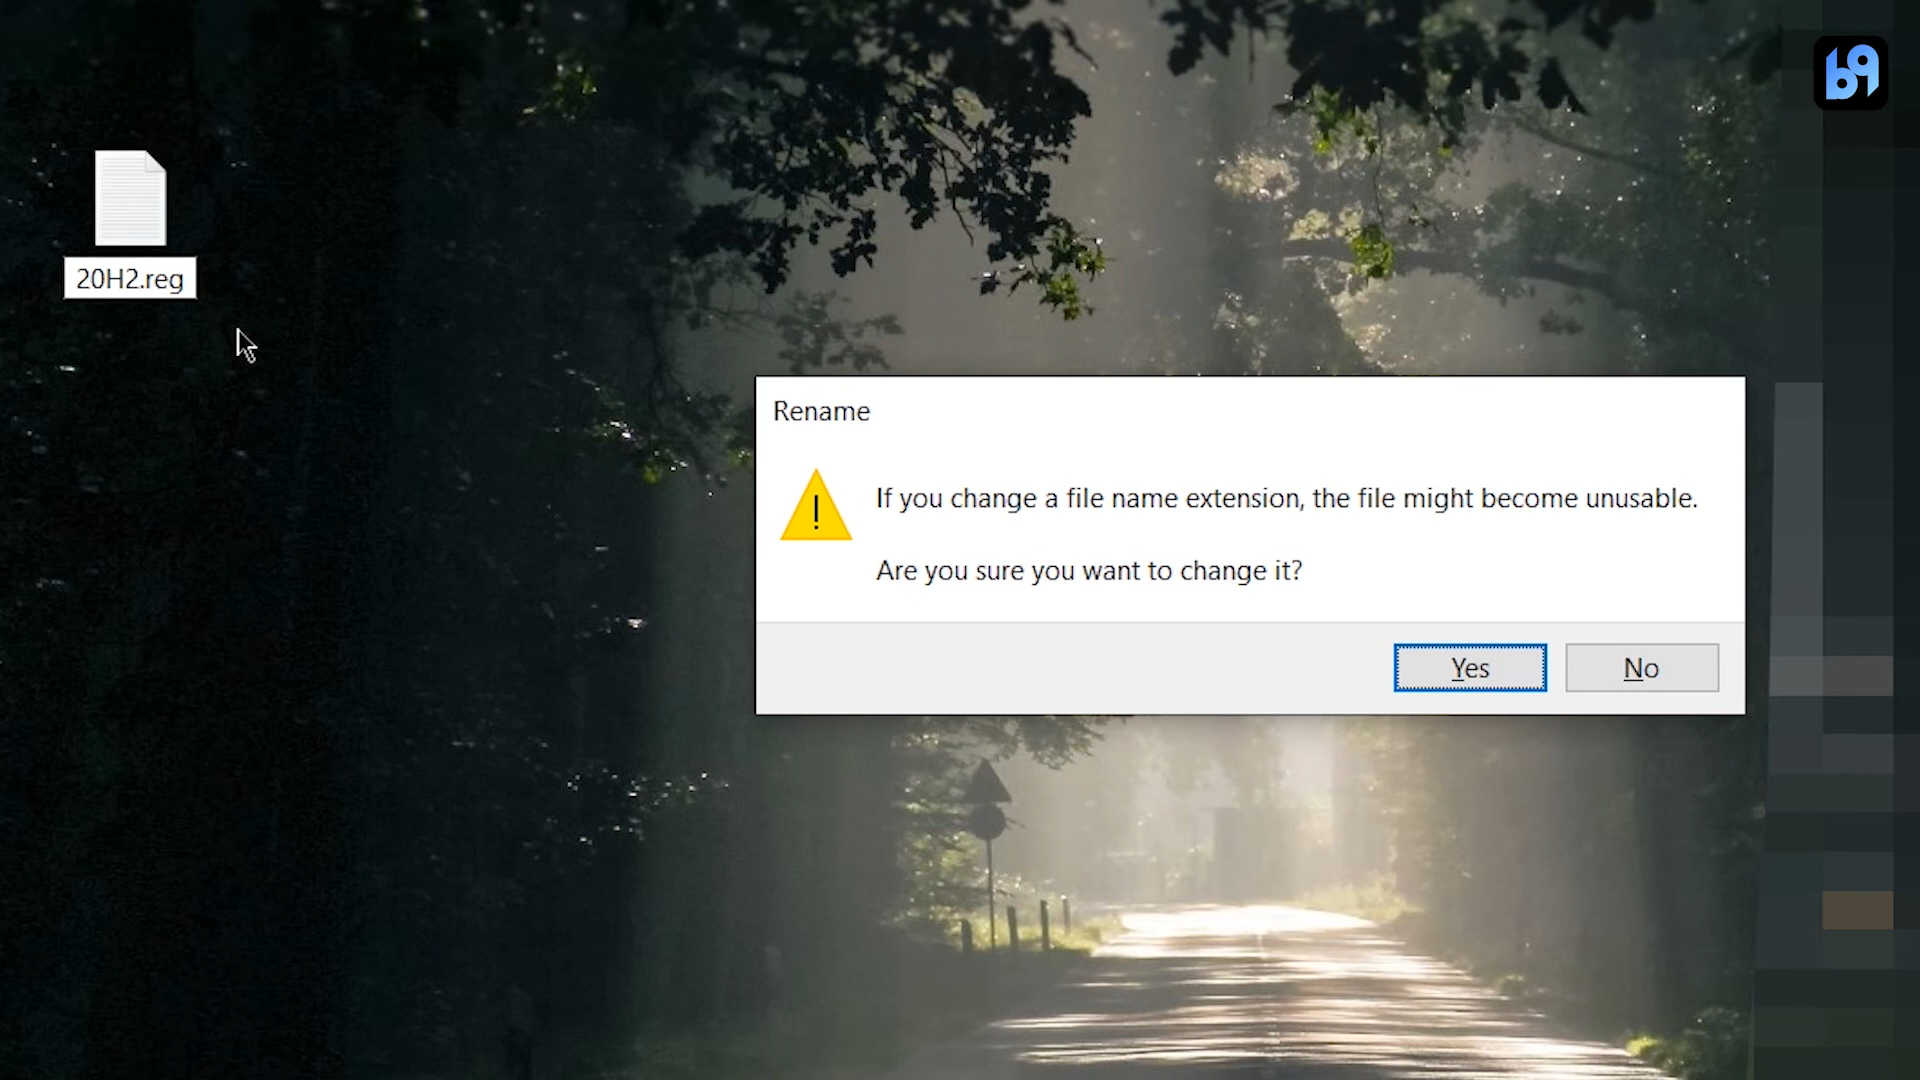 b9
20H2.reg
Rename
!
If you change a file name extension, the file might become unusable.
Are you sure you want to change it?
Yes
No